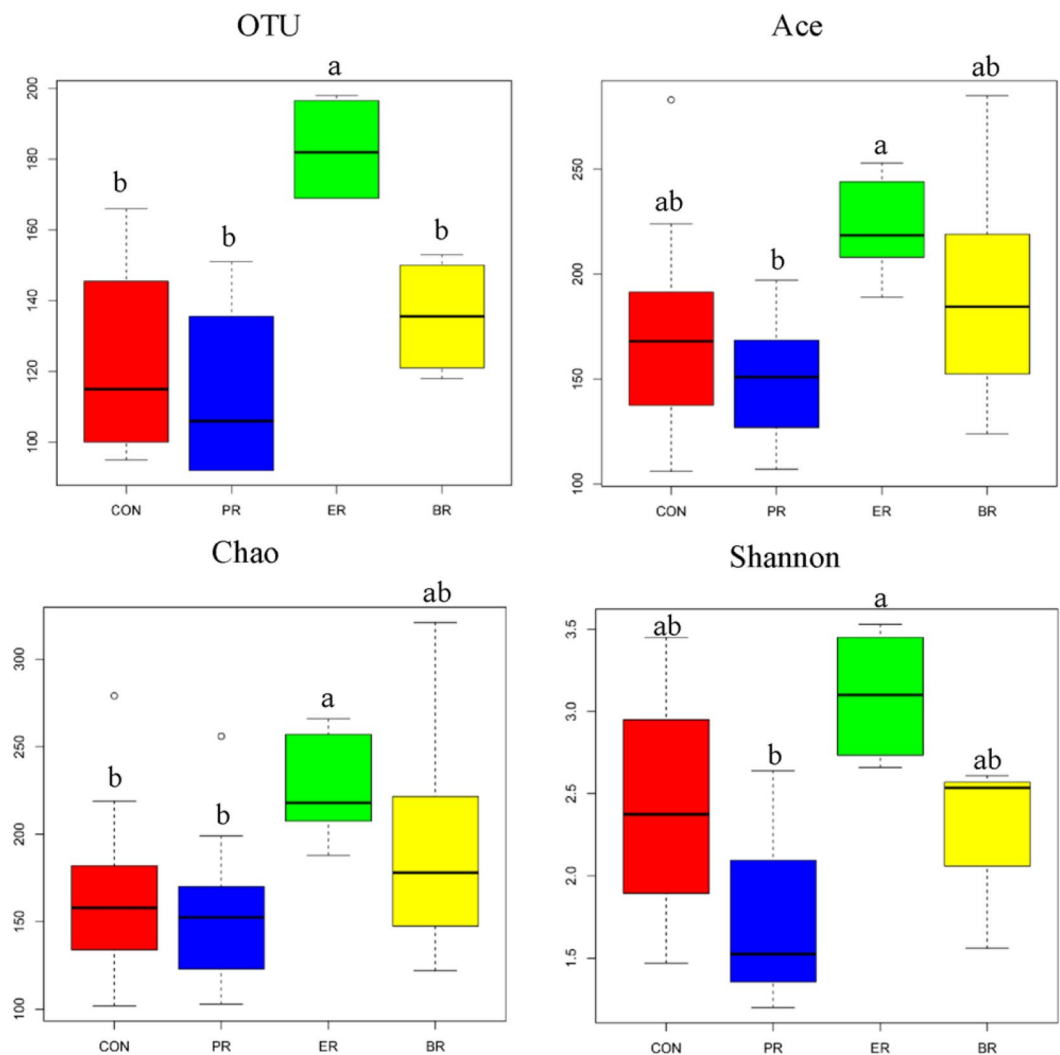 OTU
a
b
b
b
200
180
160
140
120
100
CON PR ER BR
Ace
ab
a
ab
b
250
200
150
100
CON PR ER BR
Chao
ab
a
b
b
300
250
200
150
100
CON PR ER BR
Shannon
a
ab
b
ab
3.5
3.0
2.5
2.0
1.5
CON PR ER BR